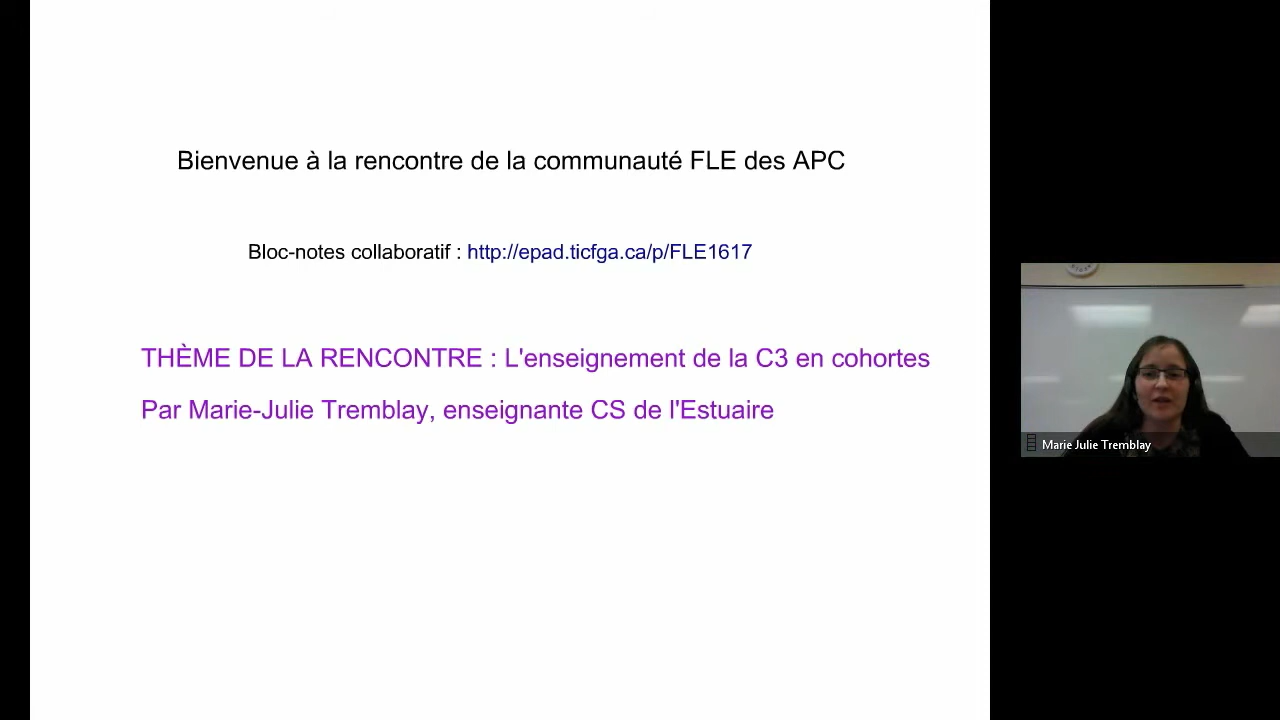 Bienvenue à la rencontre de la communauté FLE des APC
Bloc-notes collaboratif : http://epad.ticfga.ca/p/FLE1617
THÈME DE LA RENCONTRE : L'enseignement de la C3 en cohortes
Par Marie-Julie Tremblay, enseignante CS de l'Estuaire
Marie Julie Tremblay